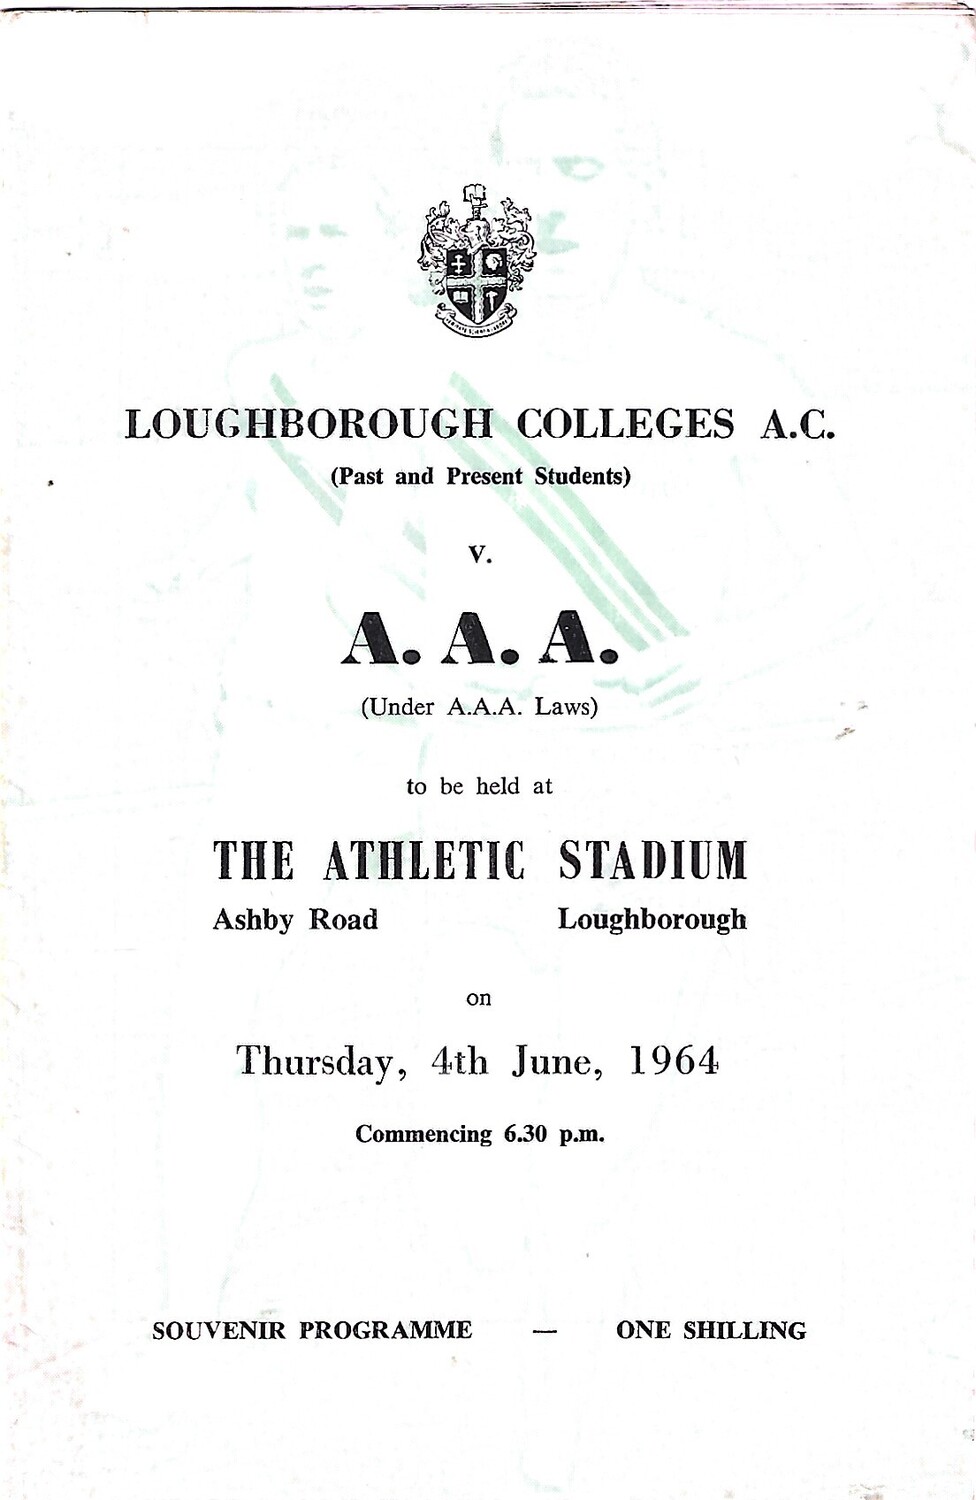 LOUGHBOROUGH COLLEGES A.C.
(Past and Present Students)
v.
A. A. A.
(Under A.A.A. Laws)
to be held at
THE ATHLETIC STADIUM
Ashby Road Loughborough
on
Thursday, 4th June, 1964
Commencing 6.30 p.m.
SOUVENIR PROGRAMME — ONE SHILLING